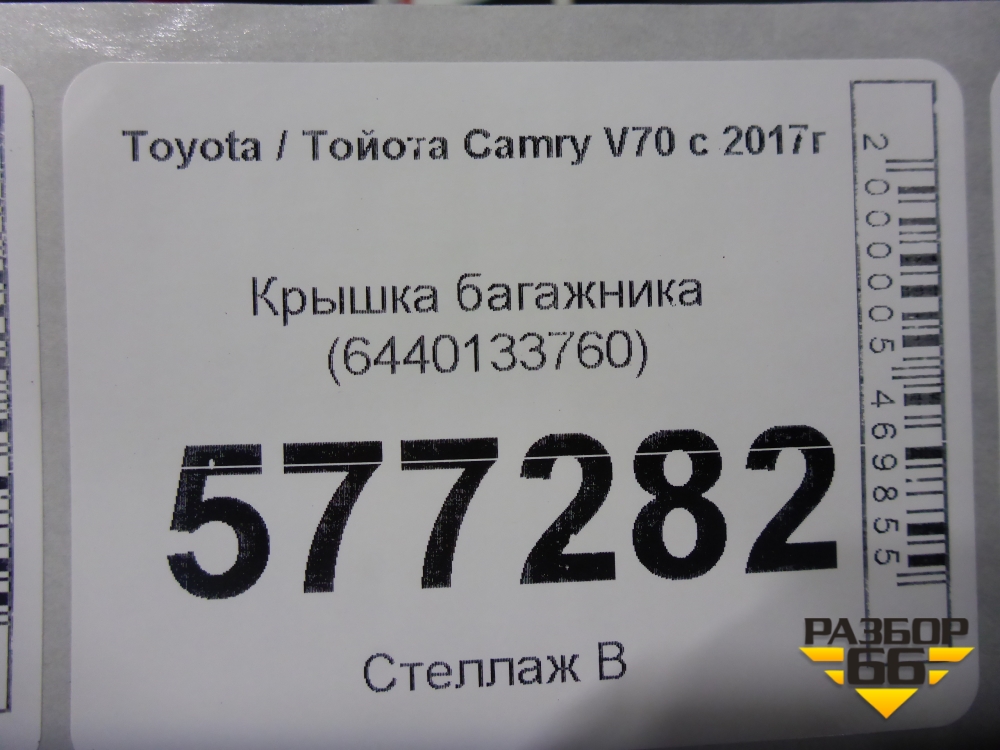 Toyota / Тойота Camry V70 с 2017г
Крышка багажника
(6440133760)
577282
Стеллаж В
2000005469855
РАЗБОР
66